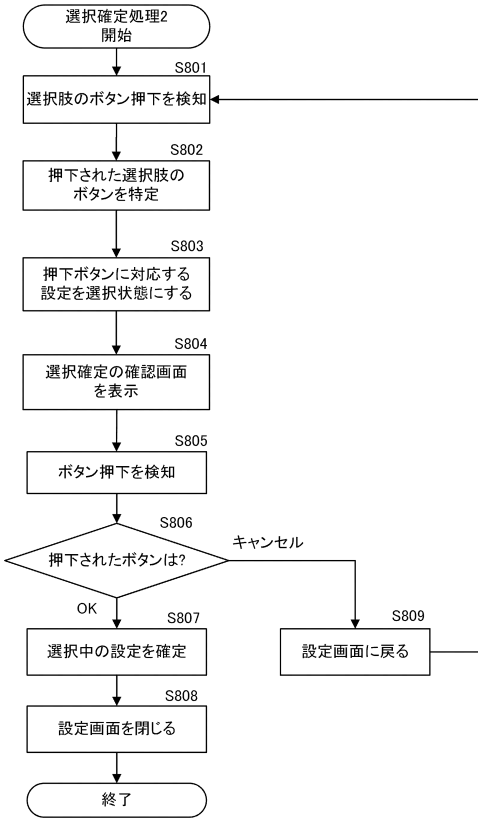 選択確定処理2
開始
S801
選択肢のボタン押下を検知
S802
押下された選択肢の
ボタンを特定
S803
押下ボタンに対応する
設定を選択状態にする
S804
選択確定の確認画面
を表示
S805
ボタン押下を検知
S806
押下されたボタンは?
キャンセル
OK
S807
選択中の設定を確定
S809
設定画面に戻る
S808
設定画面を閉じる
終了